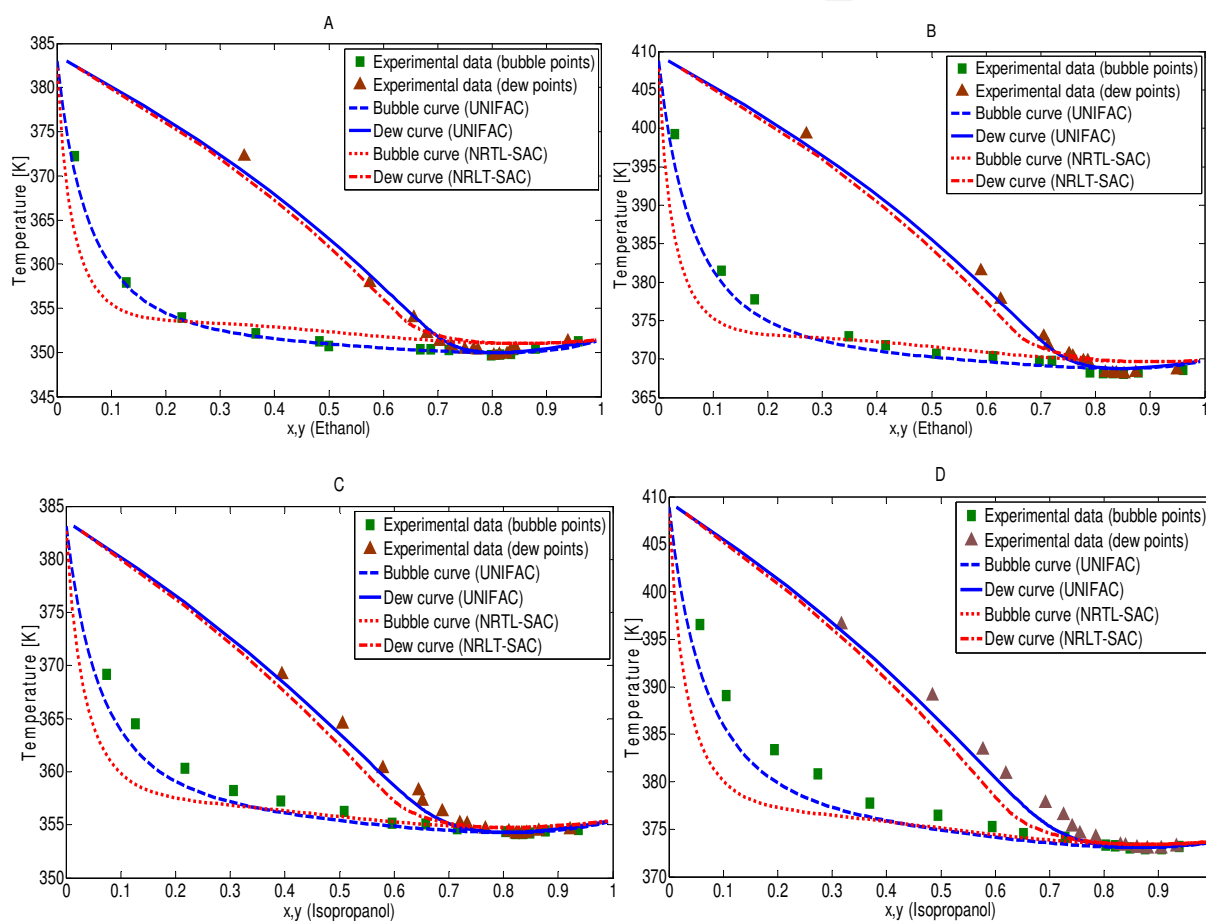 A
385
380
375
370
365
360
355
350
345
Temperature [K]
0 0.1 0.2 0.3 0.4 0.5 0.6 0.7 0.8 0.9 1
x,y (Ethanol)
Experimental data (bubble points)
Experimental data (dew points)
Bubble curve (UNIFAC)
Dew curve (UNIFAC)
Bubble curve (NRTL-SAC)
Dew curve (NRLT-SAC)
B
410
405
400
395
390
385
380
375
370
365
Temperature [K]
0 0.1 0.2 0.3 0.4 0.5 0.6 0.7 0.8 0.9 1
x,y (Ethanol)
Experimental data (bubble points)
Experimental data (dew points)
Bubble curve (UNIFAC)
Dew curve (UNIFAC)
Bubble curve (NRTL-SAC)
Dew curve (NRLT-SAC)
C
385
380
375
370
365
360
355
350
Temperature [K]
0 0.1 0.2 0.3 0.4 0.5 0.6 0.7 0.8 0.9 1
x,y (Isopropanol)
Experimental data (bubble points)
Experimental data (dew points)
Bubble curve (UNIFAC)
Dew curve (UNIFAC)
Bubble curve (NRTL-SAC)
Dew curve (NRLT-SAC)
D
410
405
400
395
390
385
380
375
370
Temperature [K]
0 0.1 0.2 0.3 0.4 0.5 0.6 0.7 0.8 0.9
x,y (Isopropanol)
Experimental data (bubble points)
Experimental data (dew points)
Bubble curve (UNIFAC)
Dew curve (UNIFAC)
Bubble curve (NRTL-SAC)
Dew curve (NRLT-SAC)